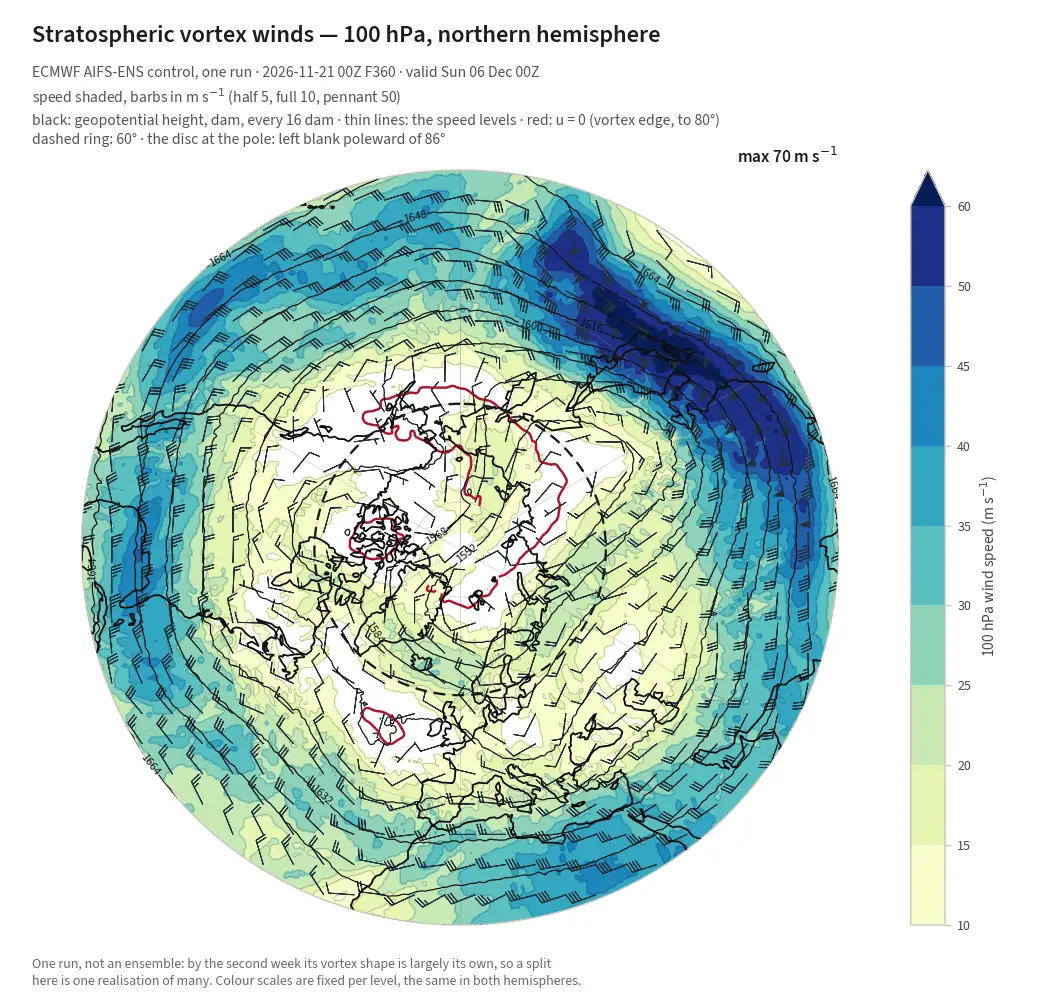 Stratospheric vortex winds — 100 hPa, northern hemisphere
ECMWF AIFS-ENS control, one run · 2026-11-21 00Z F360 · valid Sun 06 Dec 00Z
speed shaded, barbs in m s⁻¹ (half 5, full 10, pennant 50)
black: geopotential height, dam, every 16 dam · thin lines: the speed levels · red: u = 0 (vortex edge, to 80°)
dashed ring: 60° · the disc at the pole: left blank poleward of 86°
max 70 m s⁻¹
1648
1664
1664
1600
1616
1568
1592
1664
1664
1632
60
50
45
40
35
30
25
20
15
10
100 hPa wind speed (m s⁻¹)
One run, not an ensemble: by the second week its vortex shape is largely its own, so a split
here is one realisation of many. Colour scales are fixed per level, the same in both hemispheres.